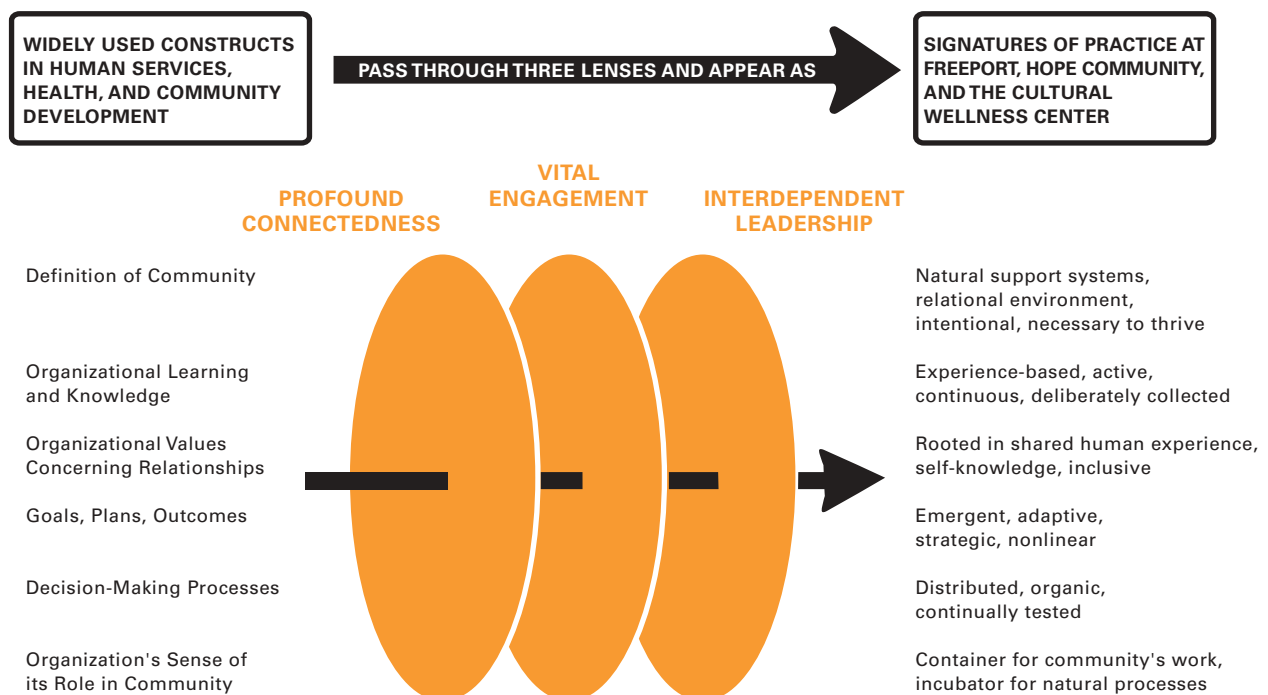 WIDELY USED CONSTRUCTS
IN HUMAN SERVICES,
HEALTH, AND COMMUNITY
DEVELOPMENT
PASS THROUGH THREE LENSES AND APPEAR AS
SIGNATURES OF PRACTICE AT
FREEPORT, HOPE COMMUNITY,
AND THE CULTURAL
WELLNESS CENTER
PROFOUND
CONNECTEDNESS
VITAL
ENGAGEMENT
INTERDEPENDENT
LEADERSHIP
Definition of Community
Natural support systems,
relational environment,
intentional, necessary to thrive
Organizational Learning
and Knowledge
Experience-based, active,
continuous, deliberately collected
Organizational Values
Concerning Relationships
Rooted in shared human experience,
self-knowledge, inclusive
Goals, Plans, Outcomes
Emergent, adaptive,
strategic, nonlinear
Decision-Making Processes
Distributed, organic,
continually tested
Organization's Sense of
its Role in Community
Container for community's work,
incubator for natural processes